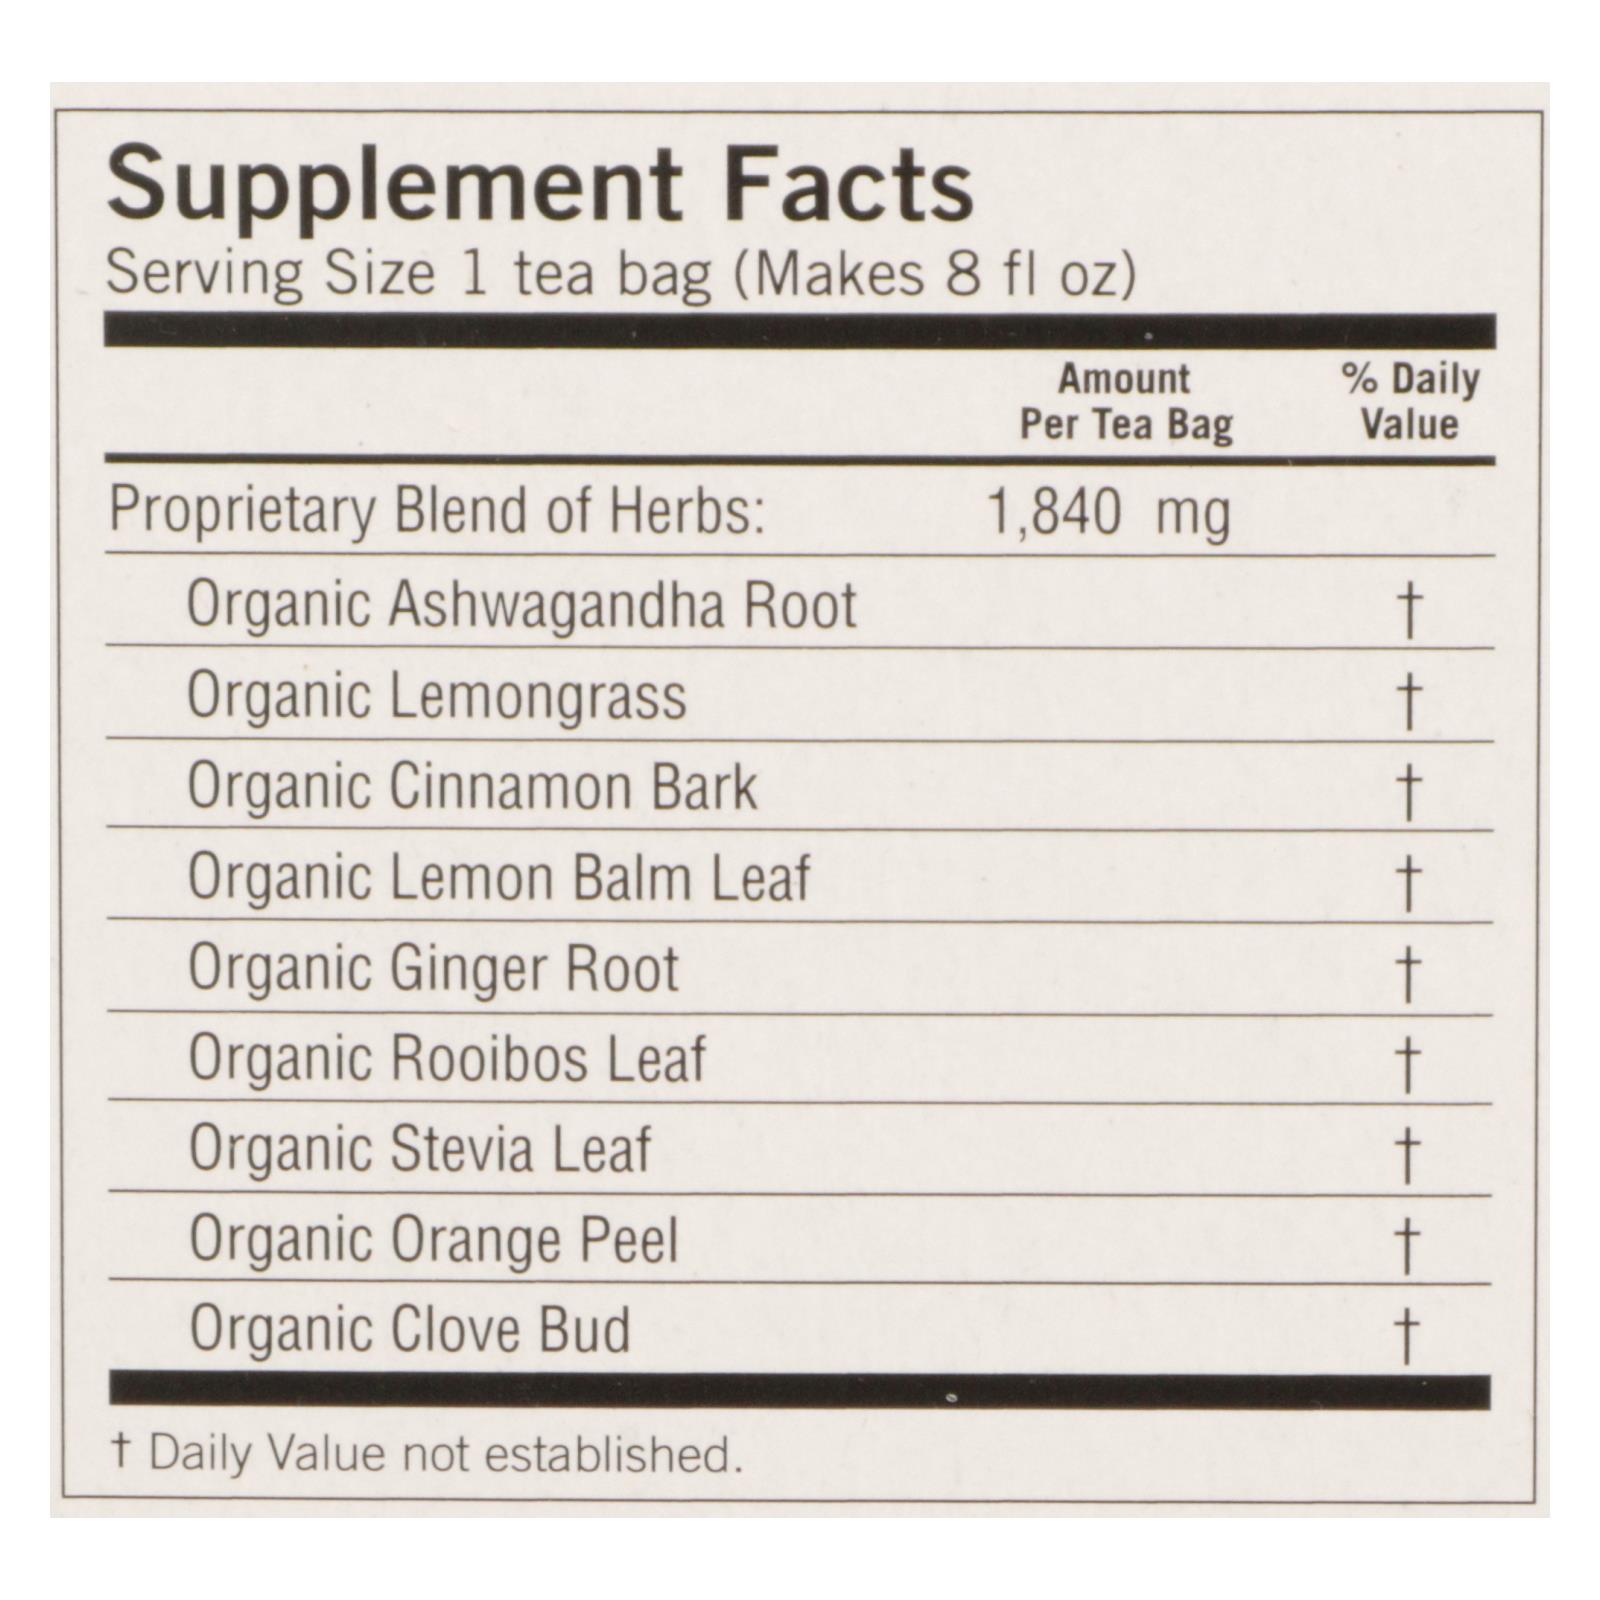 Supplement Facts
Serving Size 1 tea bag (Makes 8 fl oz)
Amount Per Tea Bag % Daily Value
Proprietary Blend of Herbs: 1,840 mg
Organic Ashwagandha Root †
Organic Lemongrass †
Organic Cinnamon Bark †
Organic Lemon Balm Leaf †
Organic Ginger Root †
Organic Rooibos Leaf †
Organic Stevia Leaf †
Organic Orange Peel †
Organic Clove Bud †
† Daily Value not established.